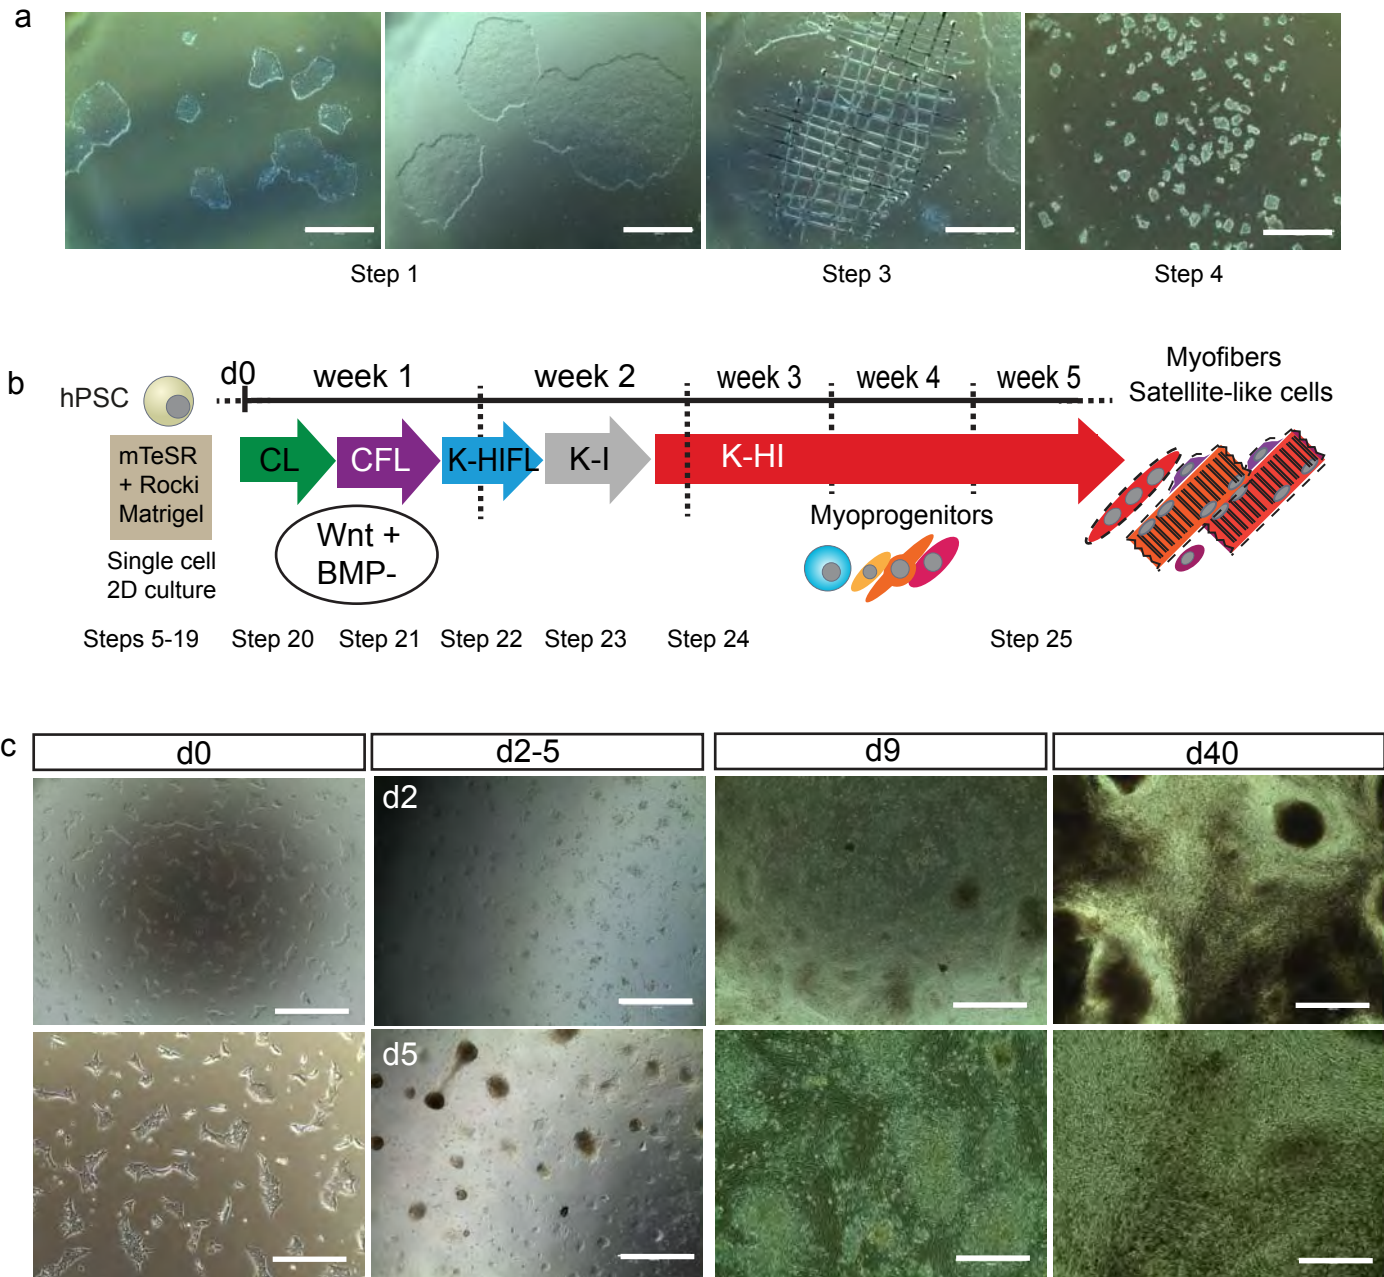 a
Step 1
Step 3
Step 4
b
hPSC
d0
week 1
week 2
week 3
week 4
week 5
Myofibers
Satellite-like cells
mTeSR
+ Rocki
Matrigel
CL
CFL
K-HIFL
K-I
K-HI
Wnt +
BMP-
Myoprogenitors
Single cell
2D culture
Steps 5-19
Step 20
Step 21
Step 22
Step 23
Step 24
Step 25
c
d0
d2-5
d9
d40
d2
d5